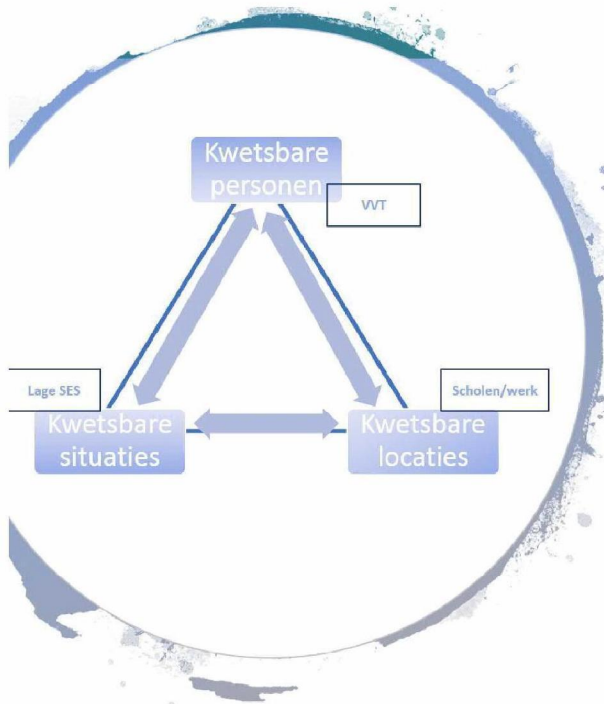 Kwetsbare
personen
VVT
Lage SES
Scholen/werk
Kwetsbare
situaties
Kwetsbare
locaties